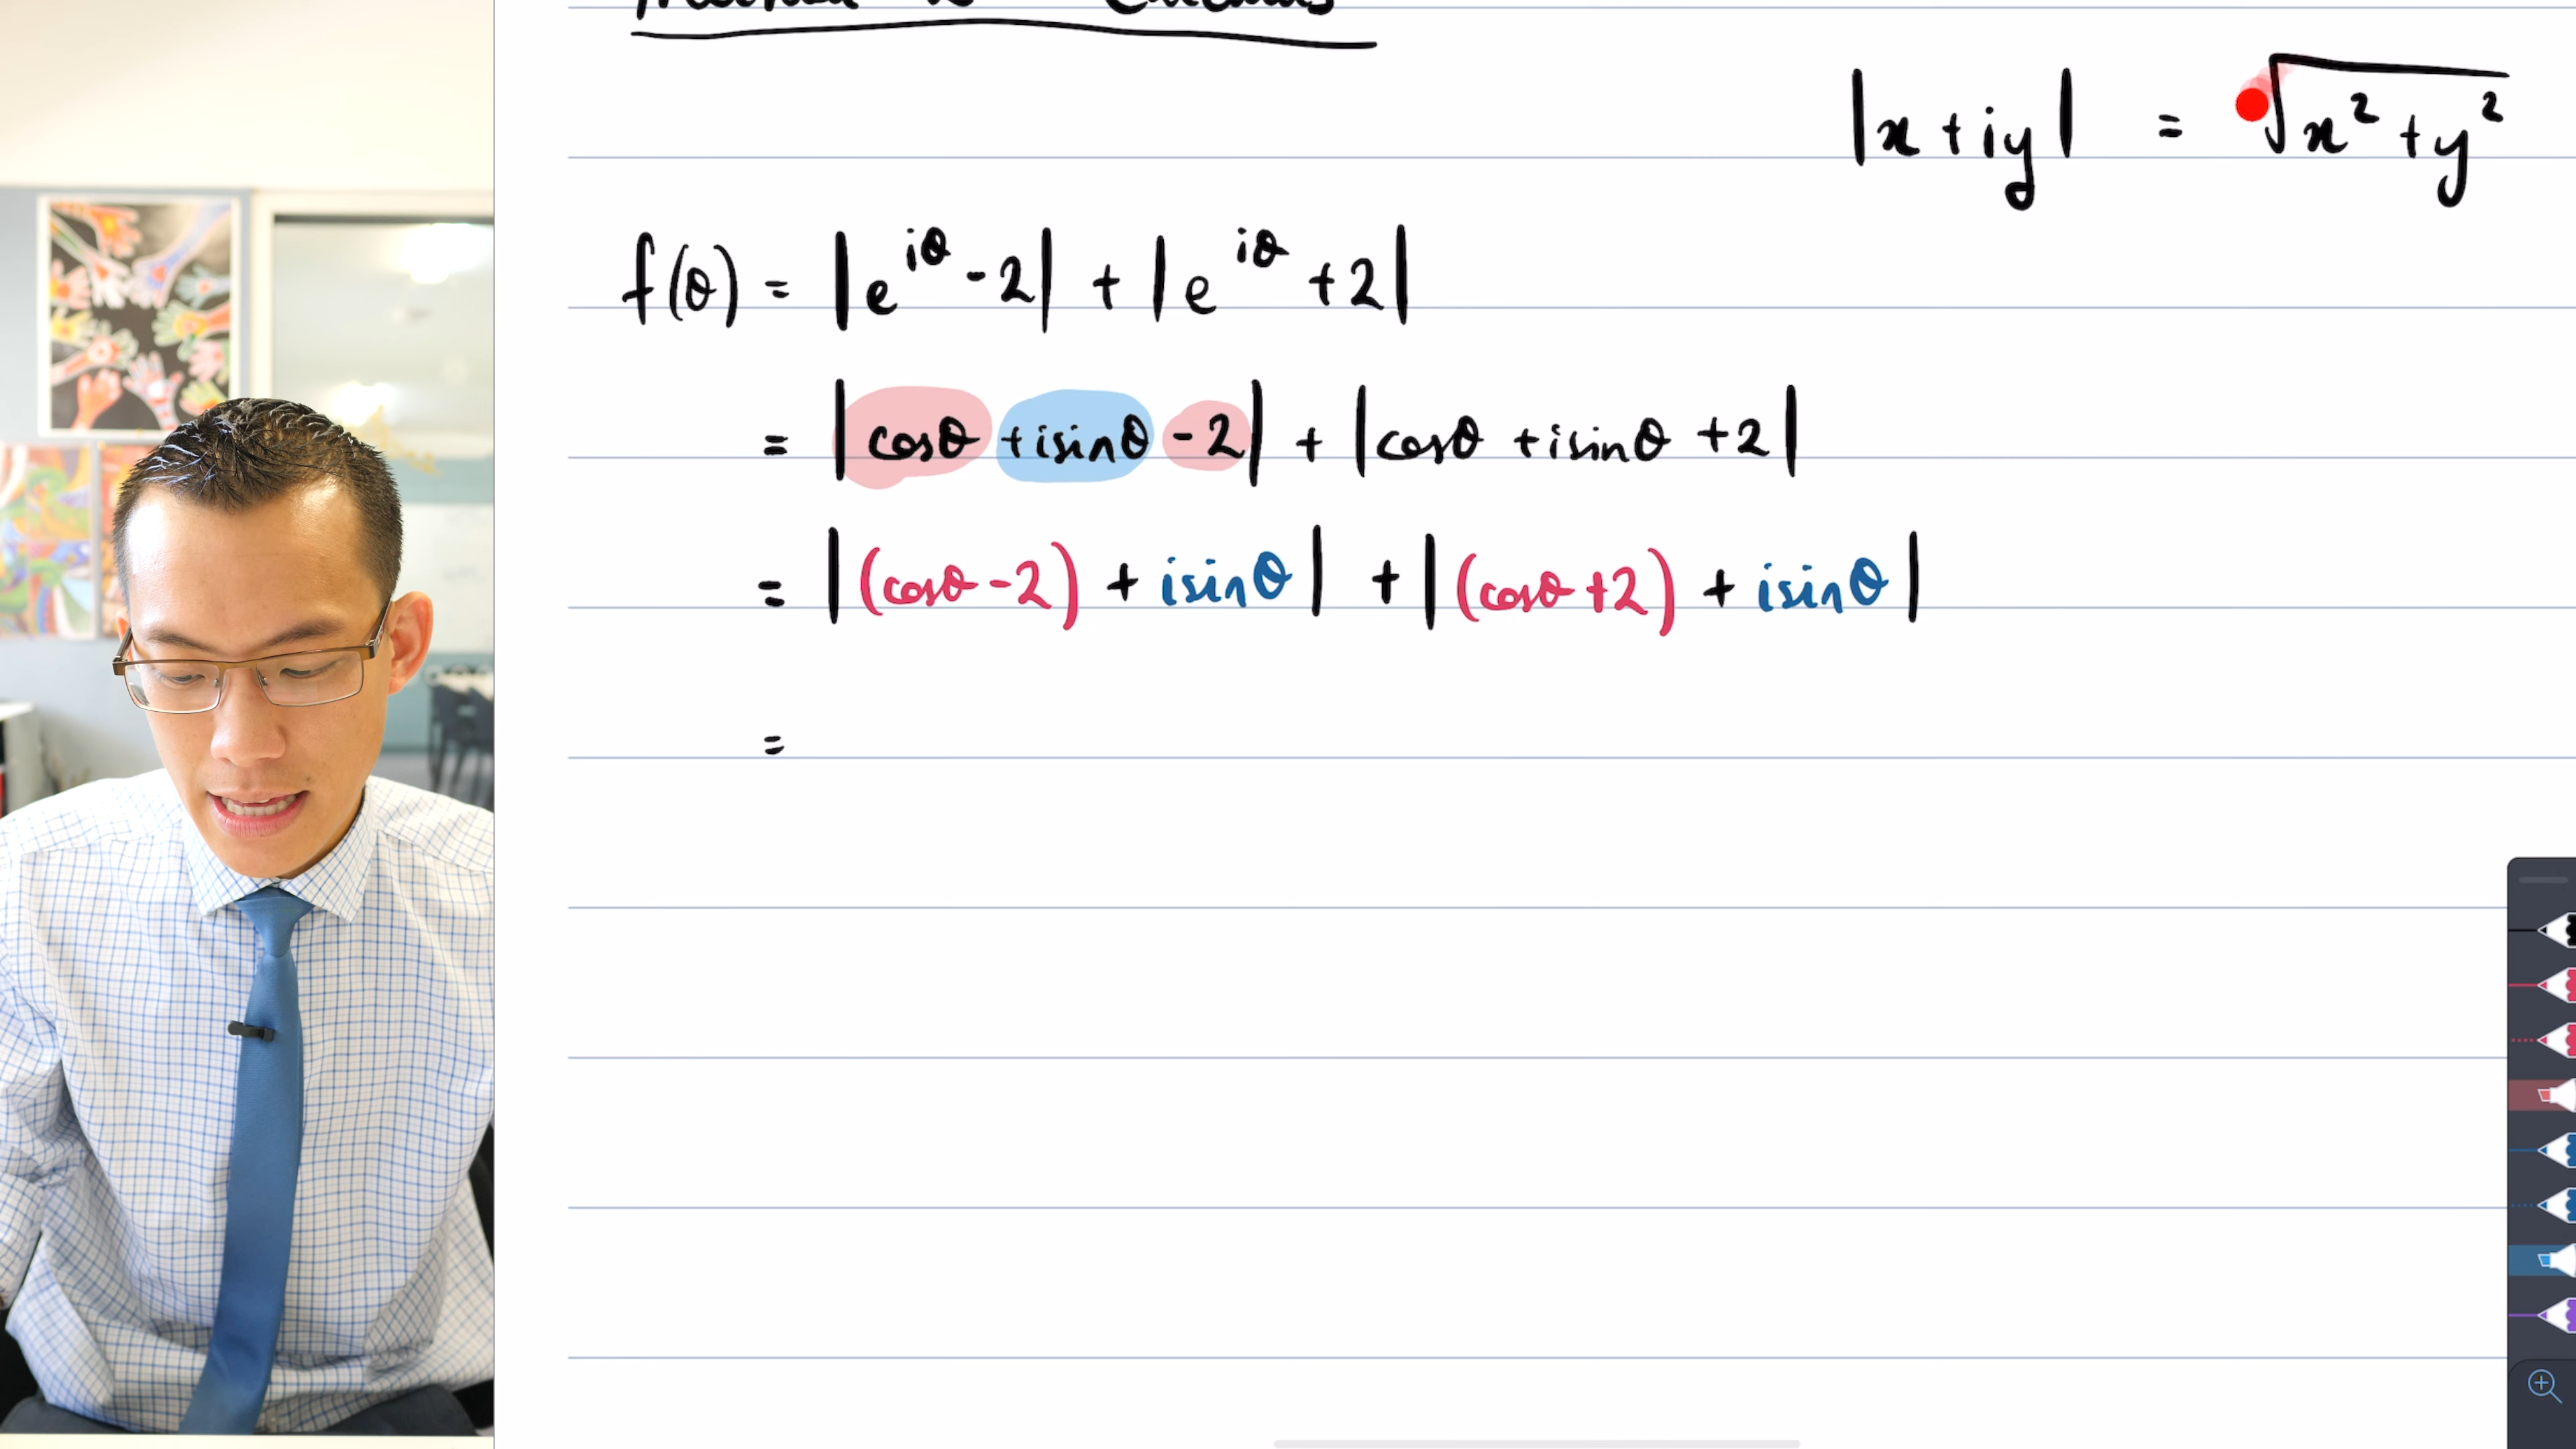 |x + iy| = √(x² + y²)
f(θ) = |e^{iθ} - 2| + |e^{iθ} + 2|
= |cosθ + isinθ - 2| + |cosθ + isinθ + 2|
= |(cosθ - 2) + isinθ| + |(cosθ + 2) + isinθ|
=